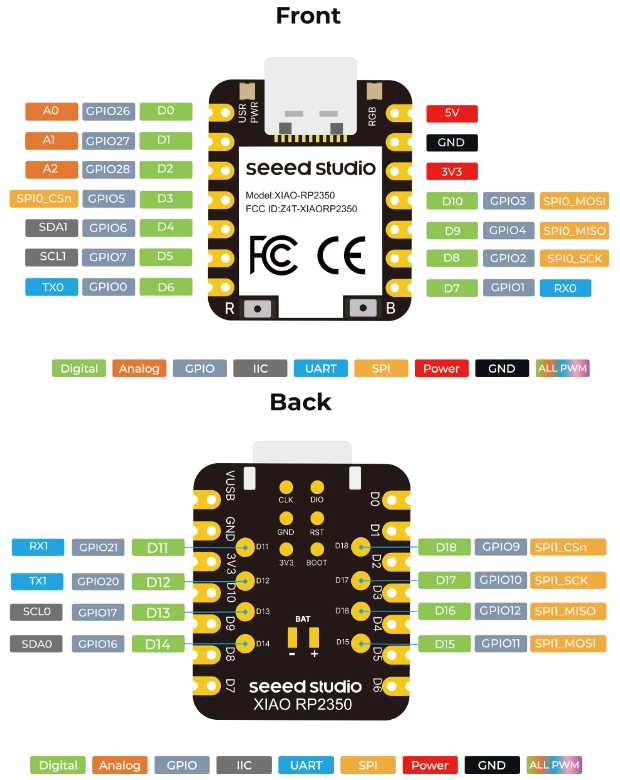 Front
A0 GPIO26 D0
A1 GPIO27 D1
A2 GPIO28 D2
SPI0_CSn GPIO5 D3
SDA1 GPIO6 D4
SCL1 GPIO7 D5
TX0 GPIO0 D6
USR
PWR
RGB
seeed studio
Model:XIAO-RP2350
FCC ID:Z4T-XIAORP2350
FC CE
R
B
5V
GND
3V3
D10 GPIO3 SPI0_MOSI
D9 GPIO4 SPI0_MISO
D8 GPIO2 SPI0_SCK
D7 GPIO1 RX0
Digital Analog GPIO IIC UART SPI Power GND ALL PWM
Back
RX1 GPIO21 D11
TX1 GPIO20 D12
SCL0 GPIO17 D13
SDA0 GPIO16 D14
VUSB
GND
3V3
D10
D9
D8
D7
CLK DIO
GND RST
3V3 BOOT
D11
D12
D13
D14
D18
D17
D16
D15
BAT
- +
seeed studio
XIAO RP2350
D0
D1
D2
D3
D4
D5
D6
D18 GPIO9 SPI1_CSn
D17 GPIO10 SPI1_SCK
D16 GPIO12 SPI1_MISO
D15 GPIO11 SPI1_MOSI
Digital Analog GPIO IIC UART SPI Power GND ALL PWM